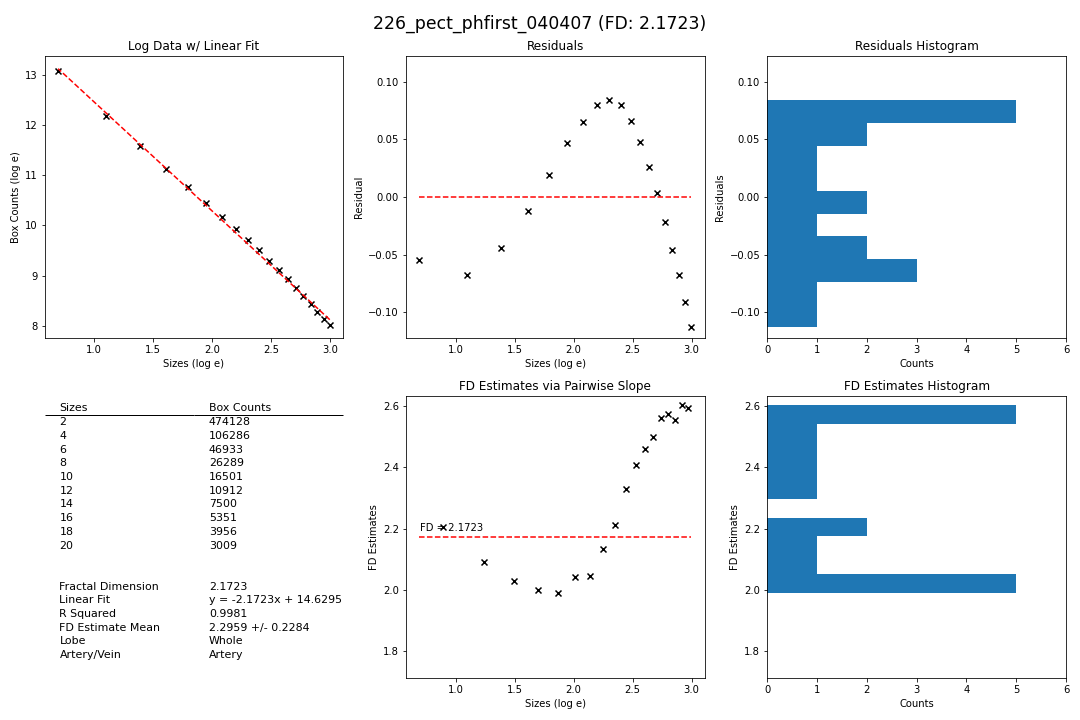 226_pect_phfirst_040407 (FD: 2.1723)
Log Data w/ Linear Fit
Box Counts (log e)
13
12
11
10
9
8
1.0 1.5 2.0 2.5 3.0
Sizes (log e)
Residuals
Residual
0.10
0.05
0.00
−0.05
−0.10
1.0 1.5 2.0 2.5 3.0
Sizes (log e)
Residuals Histogram
Residuals
0.10
0.05
0.00
−0.05
−0.10
0 1 2 3 4 5 6
Counts
Sizes Box Counts
2 474128
4 106286
6 46933
8 26289
10 16501
12 10912
14 7500
16 5351
18 3956
20 3009
Fractal Dimension 2.1723
Linear Fit y = -2.1723x + 14.6295
R Squared 0.9981
FD Estimate Mean 2.2959 +/- 0.2284
Lobe Whole
Artery/Vein Artery
FD Estimates via Pairwise Slope
FD Estimates
2.6
2.4
2.2
2.0
1.8
FD = 2.1723
1.0 1.5 2.0 2.5 3.0
Sizes (log e)
FD Estimates Histogram
FD Estimates
2.6
2.4
2.2
2.0
1.8
0 1 2 3 4 5 6
Counts